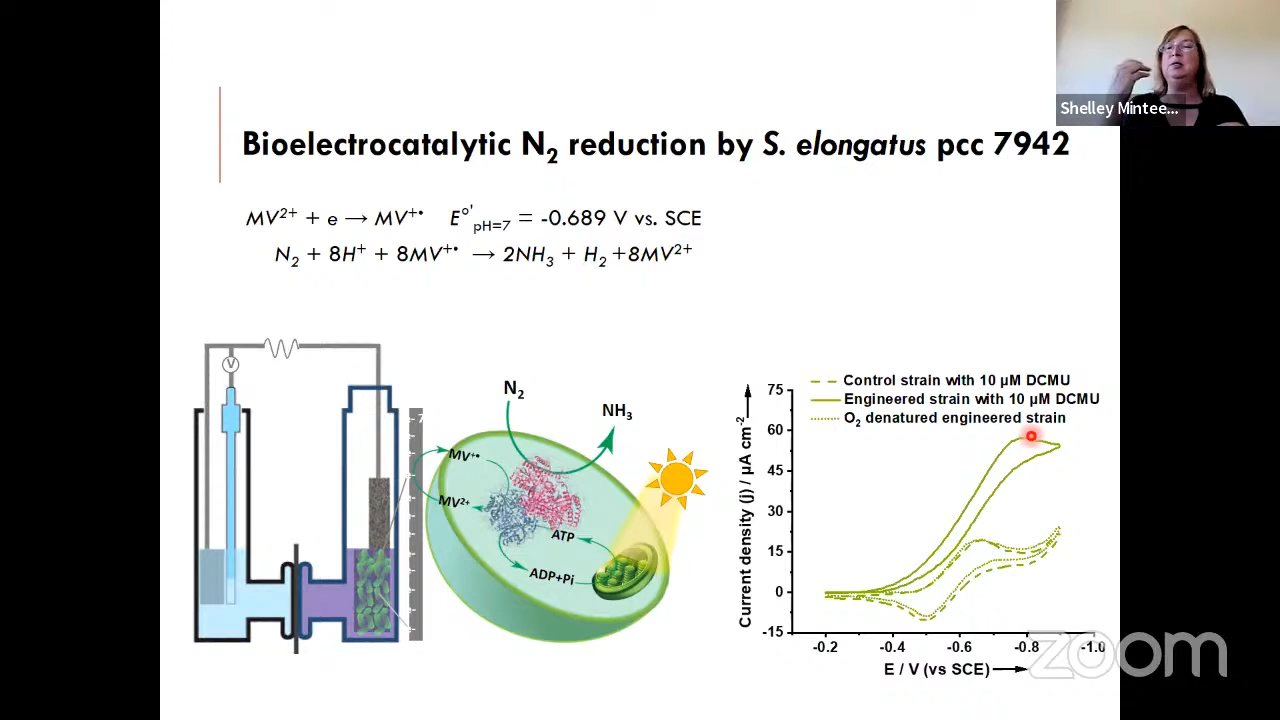 Shelley Mintee...
Bioelectrocatalytic N₂ reduction by S. elongatus pcc 7942
MV²⁺ + e → MV⁺• E°'pH=7 = -0.689 V vs. SCE
N₂ + 8H⁺ + 8MV⁺• → 2NH₃ + H₂ +8MV²⁺
V
N₂
NH₃
MV⁺•
MV²⁺
ATP
ADP+Pi
Control strain with 10 µM DCMU
Engineered strain with 10 µM DCMU
O₂ denatured engineered strain
Current density (j) / µA cm⁻²
75
60
45
30
15
0
-15
-0.2 -0.4 -0.6 -0.8 -1.0
E / V (vs SCE)
zoom